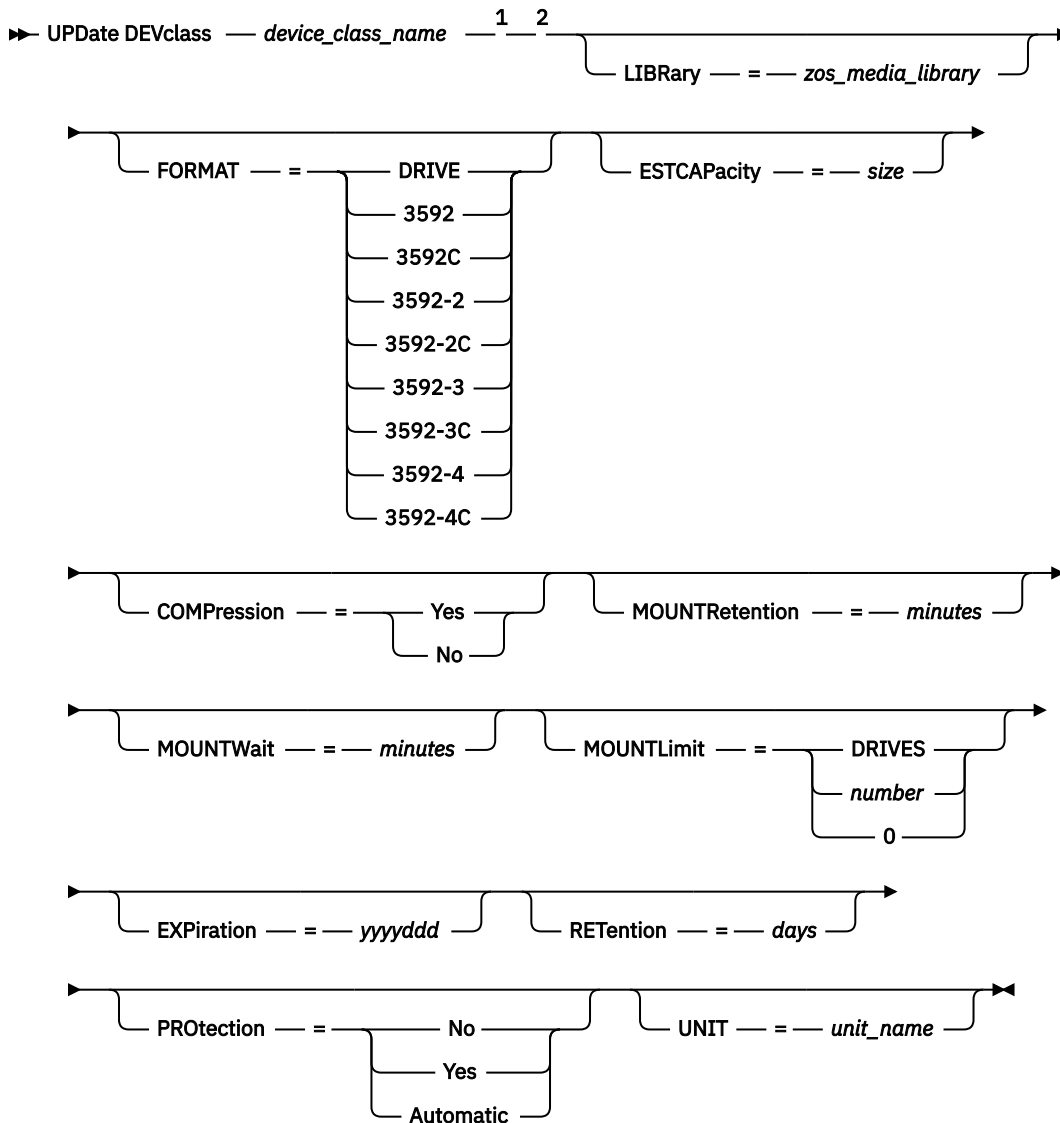 1 2
UPDate DEVclass device_class_name
LIBRary = zos_media_library
FORMAT = DRIVE
3592
3592C
3592-2
3592-2C
3592-3
3592-3C
3592-4
3592-4C
ESTCAPacity = size
COMPression = Yes
No
MOUNTRetention = minutes
MOUNTWait = minutes
MOUNTLimit = DRIVES
number
0
EXPiration = yyyyddd
RETention = days
PROtection = No
Yes
Automatic
UNIT = unit_name